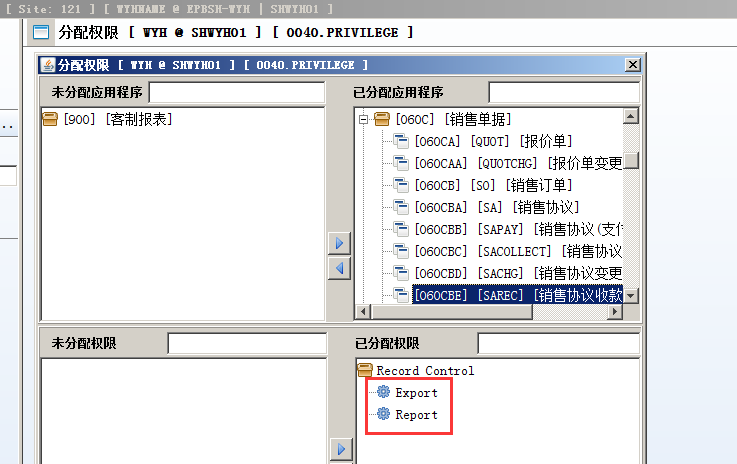 [ Site: 121 ] [ WYHNAME @ EPBSH-WYH | SHWYH01 ]
分配权限 [ WYH @ SHWYH01 ] [ 0040.PRIVILEGE ]
分配权限 [ WYH @ SHWYH01 ] [ 0040.PRIVILEGE ]
未分配应用程序
已分配应用程序
[900] [客制报表]
[060C] [销售单据]
[060CA] [QUOT] [报价单]
[060CAA] [QUOTCHG] [报价单变更
[060CB] [SO] [销售订单]
[060CBA] [SA] [销售协议]
[060CBB] [SAPAY] [销售协议(支付
[060CBC] [SACOLLECT] [销售协议
[060CBD] [SACHG] [销售协议变更
[060CBE] [SAREC] [销售协议收款
未分配权限
已分配权限
Record Control
Export
Report